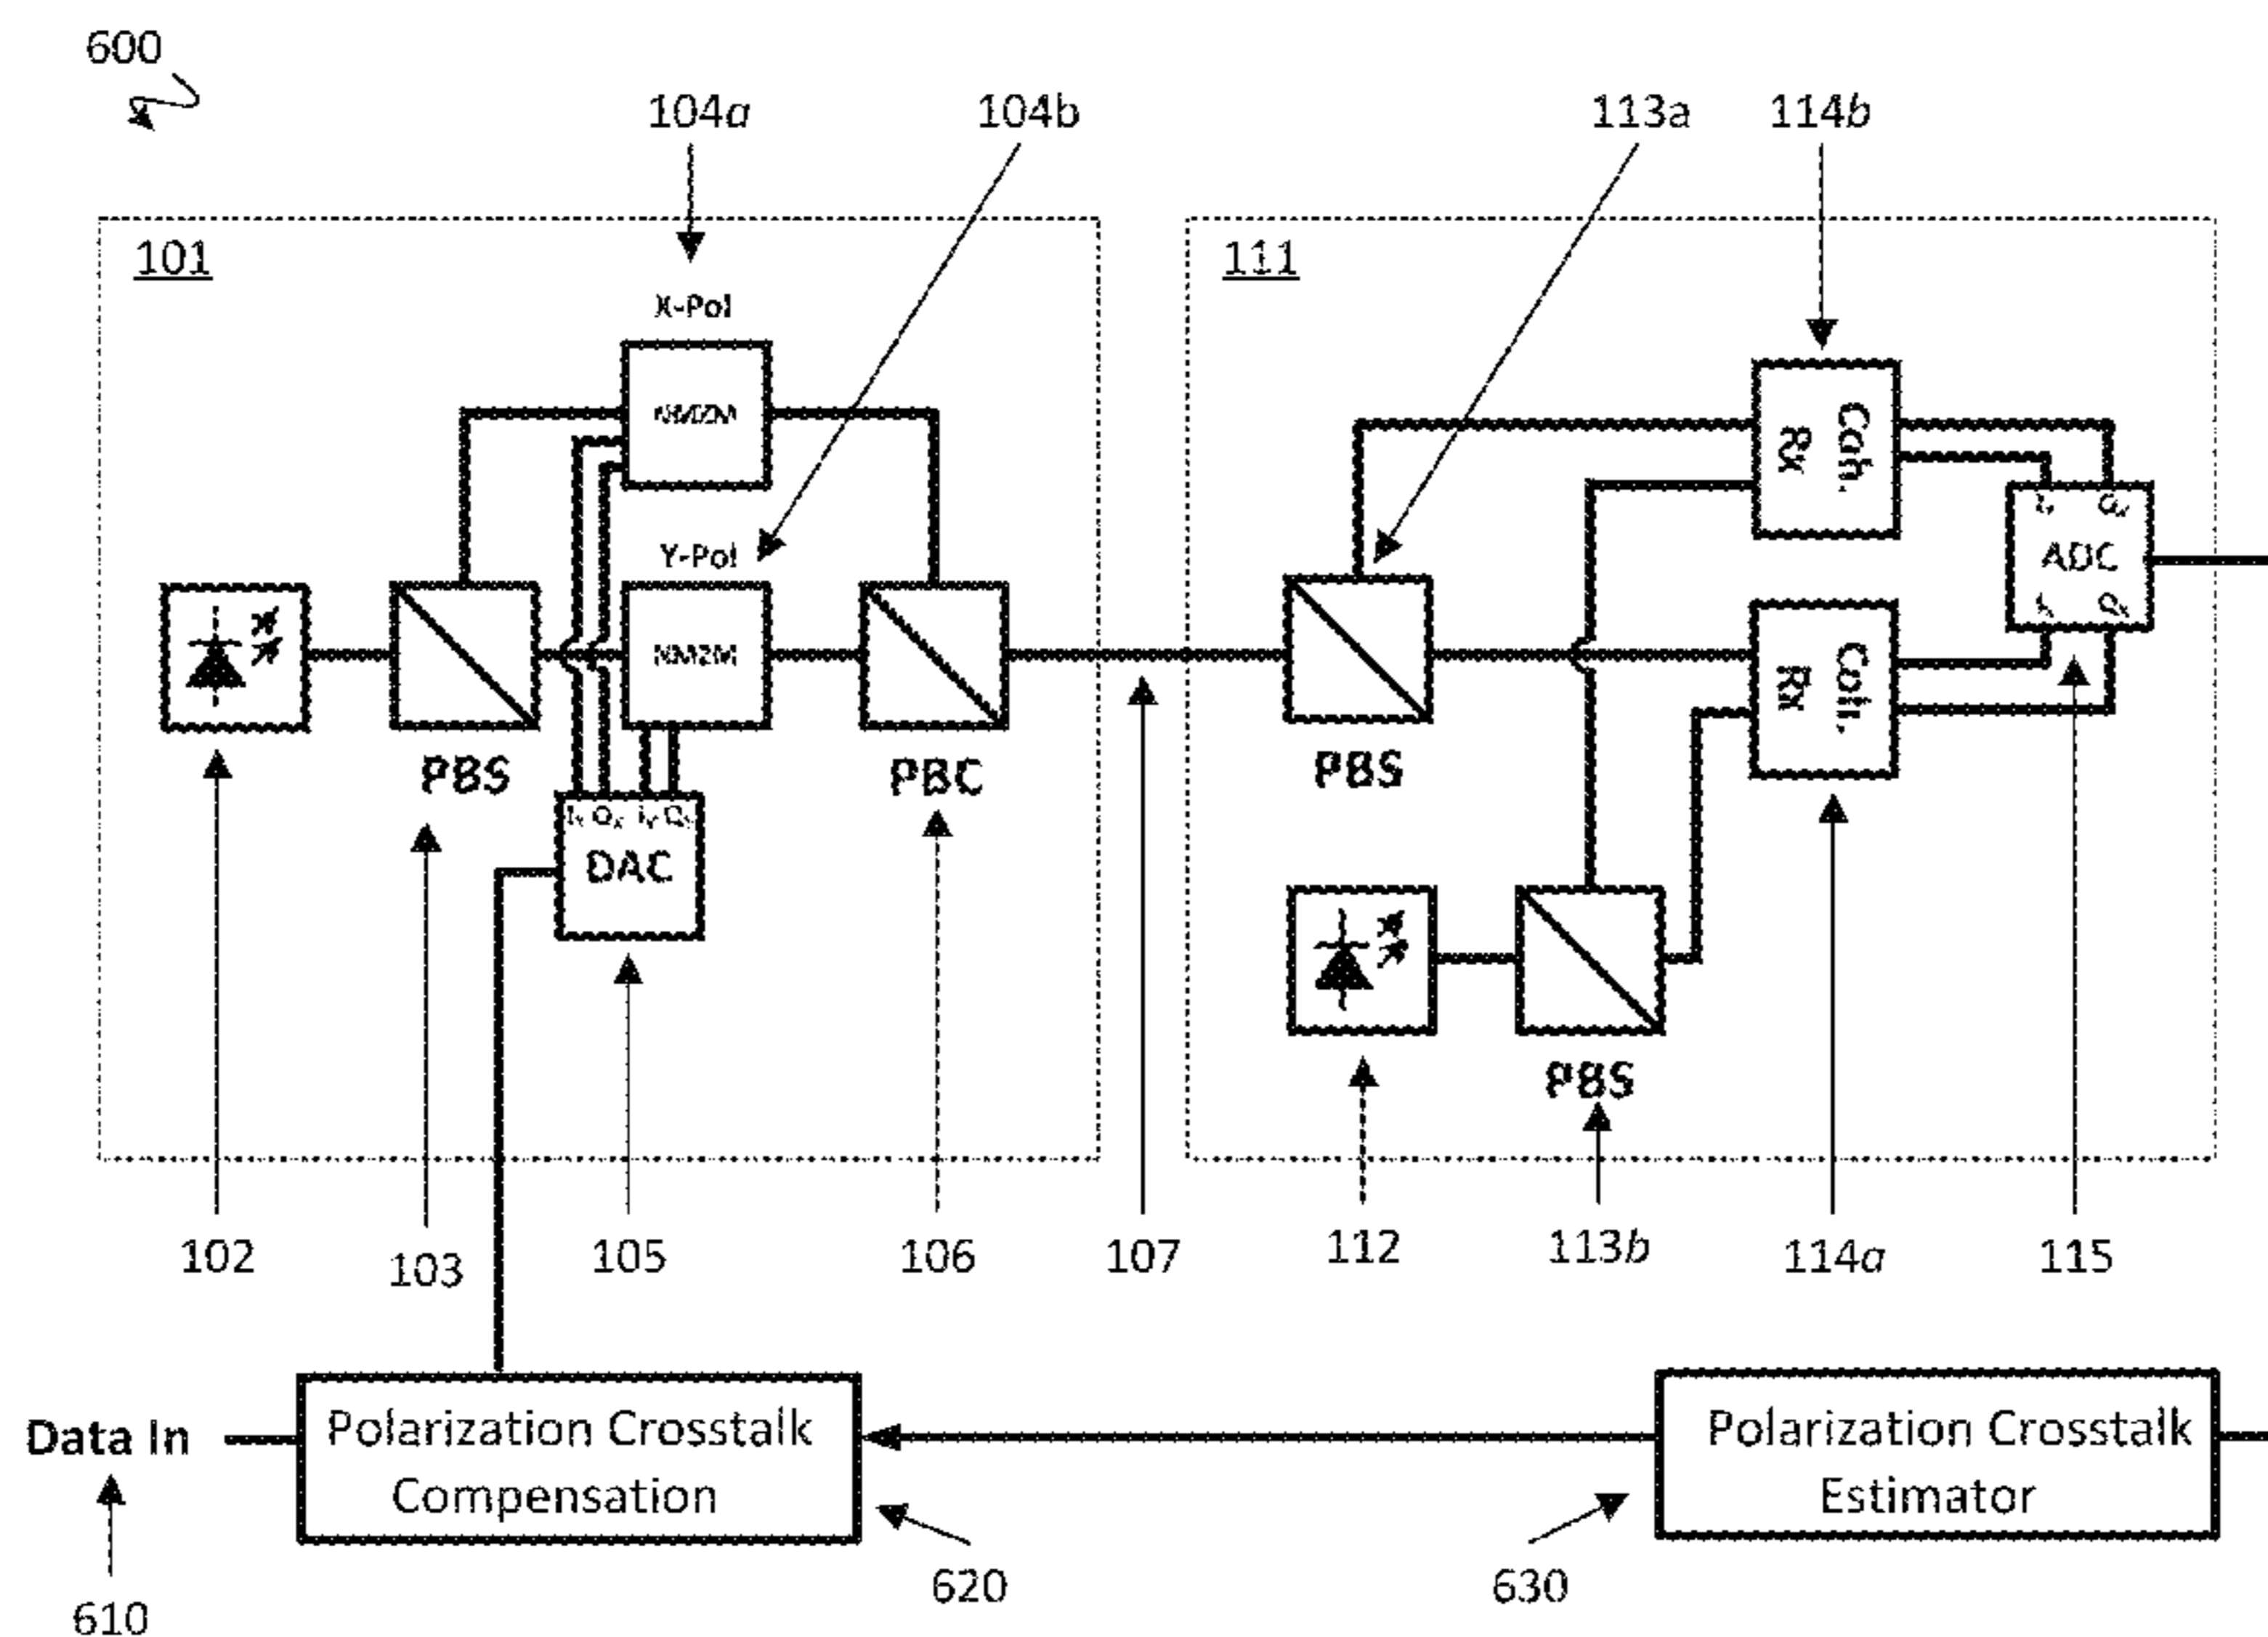 600
104a
104b
113a
114b
101
111
X-Pol
NMZM
Y-Pol
NMZM
Coh.
Rx
ADC
Coh.
Rx
PBS
PBC
PBS
DAC
PBS
102
103
105
106
107
112
113b
114a
115
Data In
Polarization Crosstalk
Compensation
Polarization Crosstalk
Estimator
620
630
610